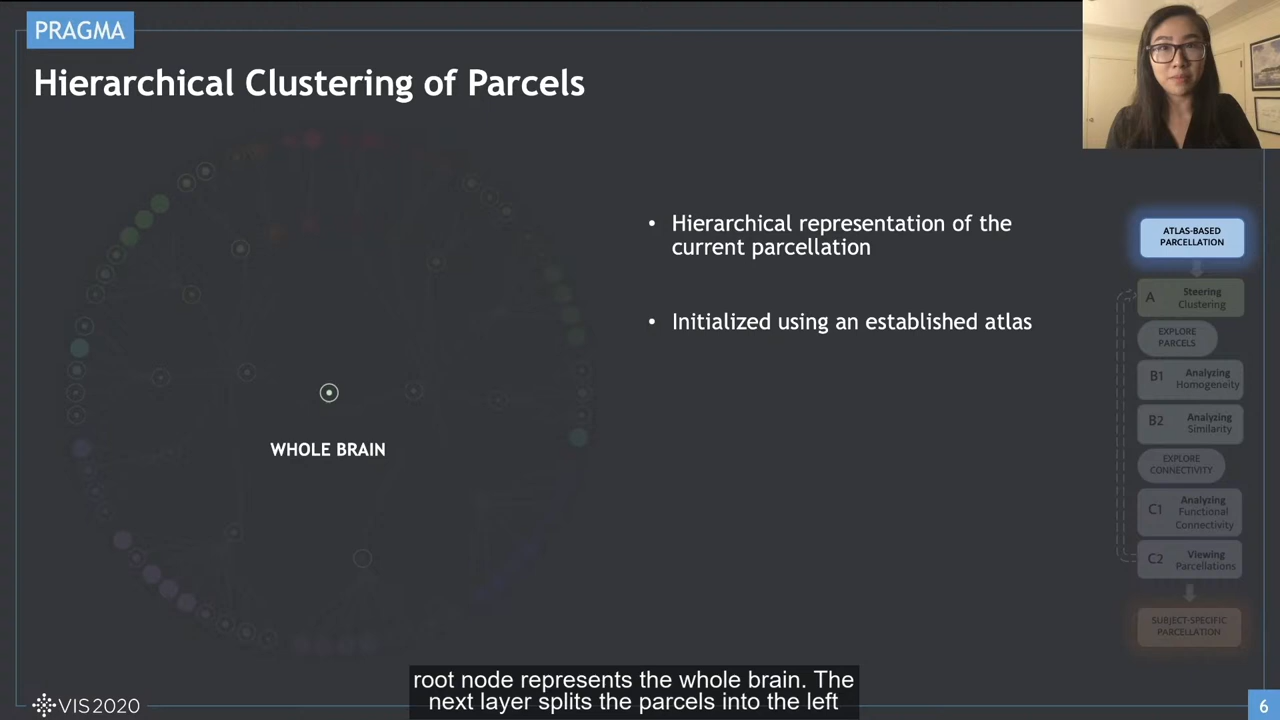 PRAGMA
Hierarchical Clustering of Parcels
• Hierarchical representation of the
current parcellation
• Initialized using an established atlas
WHOLE BRAIN
ATLAS-BASED
PARCELLATION
A Steering
Clustering
EXPLORE
PARCELS
B1 Analyzing
Homogeneity
B2 Analyzing
Similarity
EXPLORE
CONNECTIVITY
C1 Analyzing
Functional
Connectivity
C2 Viewing
Parcellations
SUBJECT-SPECIFIC
PARCELLATION
root node represents the whole brain. The
next layer splits the parcels into the left
VIS2020
6